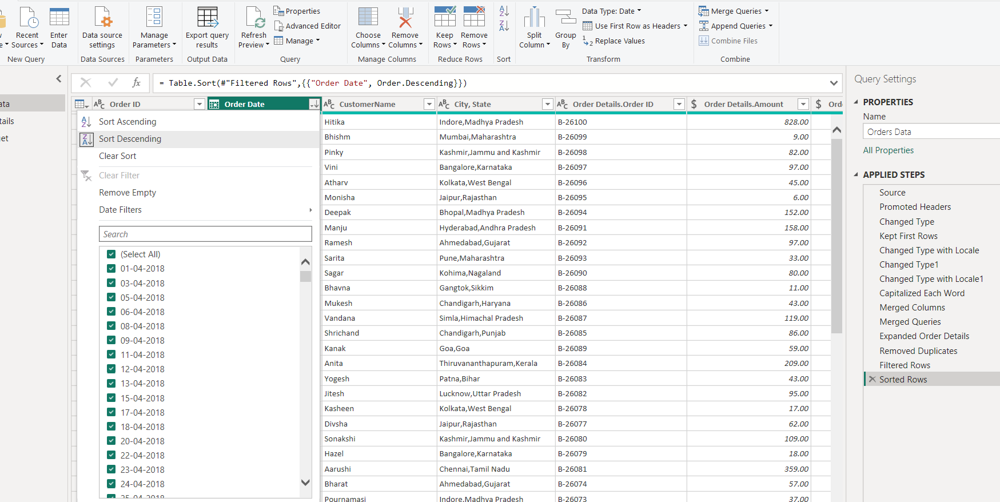 Recent
Sources
New Query
Enter
Data
Data source
settings
Data Sources
Manage
Parameters
Parameters
Export query
results
Output Data
Refresh
Preview
Properties
Advanced Editor
Manage
Query
Choose
Columns
Remove
Columns
Manage Columns
Keep
Rows
Remove
Rows
Reduce Rows
Sort
Split
Column
Group
By
Data Type: Date
Use First Row as Headers
Replace Values
Transform
Merge Queries
Append Queries
Combine Files
Combine
ata
tails
et
fx
= Table.Sort(#"Filtered Rows",{{"Order Date", Order.Descending}})
Order ID
Order Date
CustomerName
City, State
Order Details.Order ID
Order Details.Amount
Ord
Sort Ascending
Sort Descending
Clear Sort
Clear Filter
Remove Empty
Date Filters
Search
(Select All)
01-04-2018
03-04-2018
05-04-2018
06-04-2018
08-04-2018
09-04-2018
11-04-2018
12-04-2018
13-04-2018
15-04-2018
17-04-2018
18-04-2018
20-04-2018
22-04-2018
23-04-2018
24-04-2018
25-04-2018
Hitika Indore,Madhya Pradesh B-26100 828.00
Bhishm Mumbai,Maharashtra B-26099 9.00
Pinky Kashmir,Jammu and Kashmir B-26098 82.00
Vini Bangalore,Karnataka B-26097 97.00
Atharv Kolkata,West Bengal B-26096 45.00
Monisha Jaipur,Rajasthan B-26095 6.00
Deepak Bhopal,Madhya Pradesh B-26094 152.00
Manju Hyderabad,Andhra Pradesh B-26091 158.00
Ramesh Ahmedabad,Gujarat B-26092 97.00
Sarita Pune,Maharashtra B-26093 33.00
Sagar Kohima,Nagaland B-26090 80.00
Bhavna Gangtok,Sikkim B-26088 11.00
Mukesh Chandigarh,Haryana B-26086 43.00
Vandana Simla,Himachal Pradesh B-26087 119.00
Shrichand Chandigarh,Punjab B-26085 86.00
Kanak Goa,Goa B-26089 59.00
Anita Thiruvananthapuram,Kerala B-26084 209.00
Yogesh Patna,Bihar B-26083 43.00
Jitesh Lucknow,Uttar Pradesh B-26082 95.00
Kasheen Kolkata,West Bengal B-26078 17.00
Divsha Jaipur,Rajasthan B-26077 62.00
Sonakshi Kashmir,Jammu and Kashmir B-26080 109.00
Hazel Bangalore,Karnataka B-26079 18.00
Aarushi Chennai,Tamil Nadu B-26081 359.00
Bharat Ahmedabad,Gujarat B-26074 57.00
Pournamasi Indore,Madhya Pradesh B-26073 37.00
Query Settings
PROPERTIES
Name
Orders Data
All Properties
APPLIED STEPS
Source
Promoted Headers
Changed Type
Kept First Rows
Changed Type with Locale
Changed Type1
Changed Type with Locale1
Capitalized Each Word
Merged Columns
Merged Queries
Expanded Order Details
Removed Duplicates
Filtered Rows
Sorted Rows